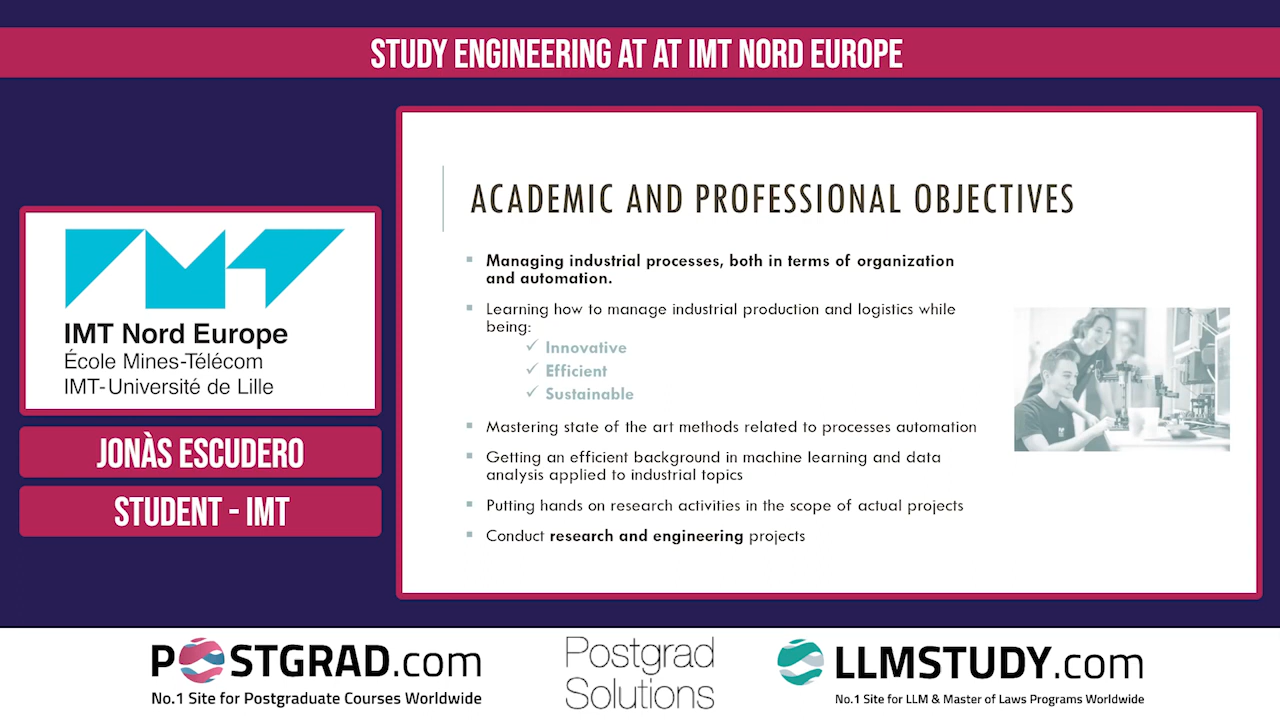 STUDY ENGINEERING AT AT IMT NORD EUROPE
IMT
IMT Nord Europe
École Mines-Télécom
IMT-Université de Lille
JONÀS ESCUDERO
STUDENT - IMT
ACADEMIC AND PROFESSIONAL OBJECTIVES
Managing industrial processes, both in terms of organization
and automation.
Learning how to manage industrial production and logistics while
being:
✓ Innovative
✓ Efficient
✓ Sustainable
Mastering state of the art methods related to processes automation
Getting an efficient background in machine learning and data
analysis applied to industrial topics
Putting hands on research activities in the scope of actual projects
Conduct research and engineering projects
POSTGRAD.com
No.1 Site for Postgraduate Courses Worldwide
Postgrad
Solutions
LLMSTUDY.com
No.1 Site for LLM & Master of Laws Programs Worldwide